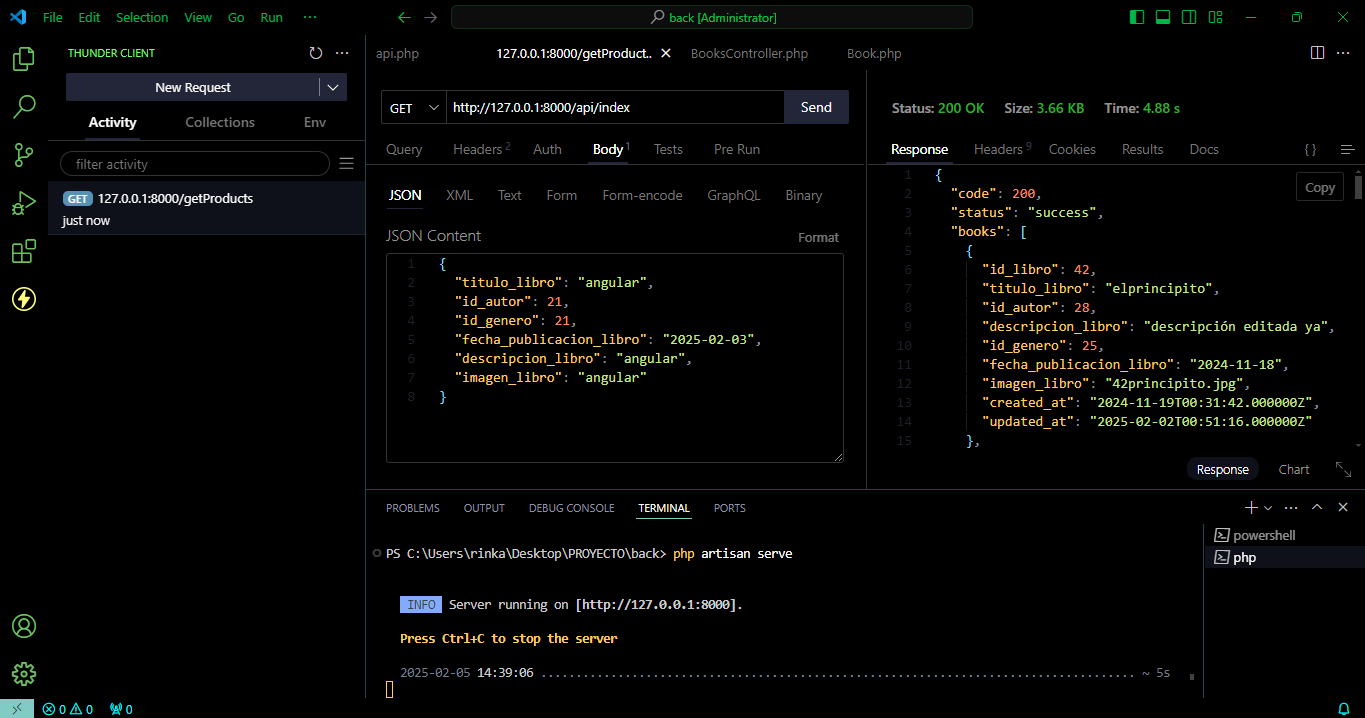 File Edit Selection View Go Run ···
back [Administrator]
THUNDER CLIENT
New Request
Activity Collections Env
filter activity
GET 127.0.0.1:8000/getProducts
just now
api.php 127.0.0.1:8000/getProduct.. BooksController.php Book.php
GET http://127.0.0.1:8000/api/index Send
Query Headers 2 Auth Body 1 Tests Pre Run
JSON XML Text Form Form-encode GraphQL Binary
JSON Content Format
1 {
2 "titulo_libro": "angular",
3 "id_autor": 21,
4 "id_genero": 21,
5 "fecha_publicacion_libro": "2025-02-03",
6 "descripcion_libro": "angular",
7 "imagen_libro": "angular"
8 }
Status: 200 OK Size: 3.66 KB Time: 4.88 s
Response Headers 9 Cookies Results Docs { }
Copy
1 {
2 "code": 200,
3 "status": "success",
4 "books": [
5 {
6 "id_libro": 42,
7 "titulo_libro": "elprincipito",
8 "id_autor": 28,
9 "descripcion_libro": "descripción editada ya",
10 "id_genero": 25,
11 "fecha_publicacion_libro": "2024-11-18",
12 "imagen_libro": "42principito.jpg",
13 "created_at": "2024-11-19T00:31:42.000000Z",
14 "updated_at": "2025-02-02T00:51:16.000000Z"
15 },
Response Chart
PROBLEMS OUTPUT DEBUG CONSOLE TERMINAL PORTS
PS C:\Users\rinka\Desktop\PROYECTO\back> php artisan serve
INFO Server running on [http://127.0.0.1:8000].
Press Ctrl+C to stop the server
2025-02-05 14:39:06 ........................................................................................ ~ 5s
powershell
php
0 0 0